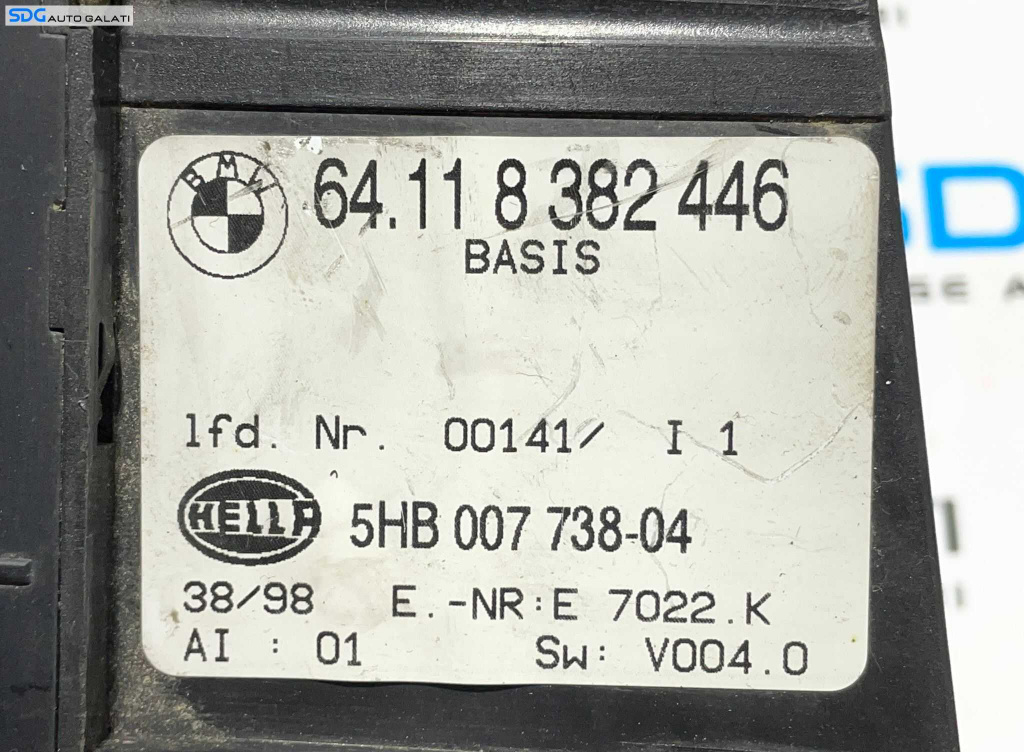 SDG AUTO GALATI
BMW
64.11 8 382 446
BASIS
lfd. Nr. 00141/ I 1
HELLA
5HB 007 738-04
38/98 E.-NR:E 7022.K
AI : 01 Sw: V004.0